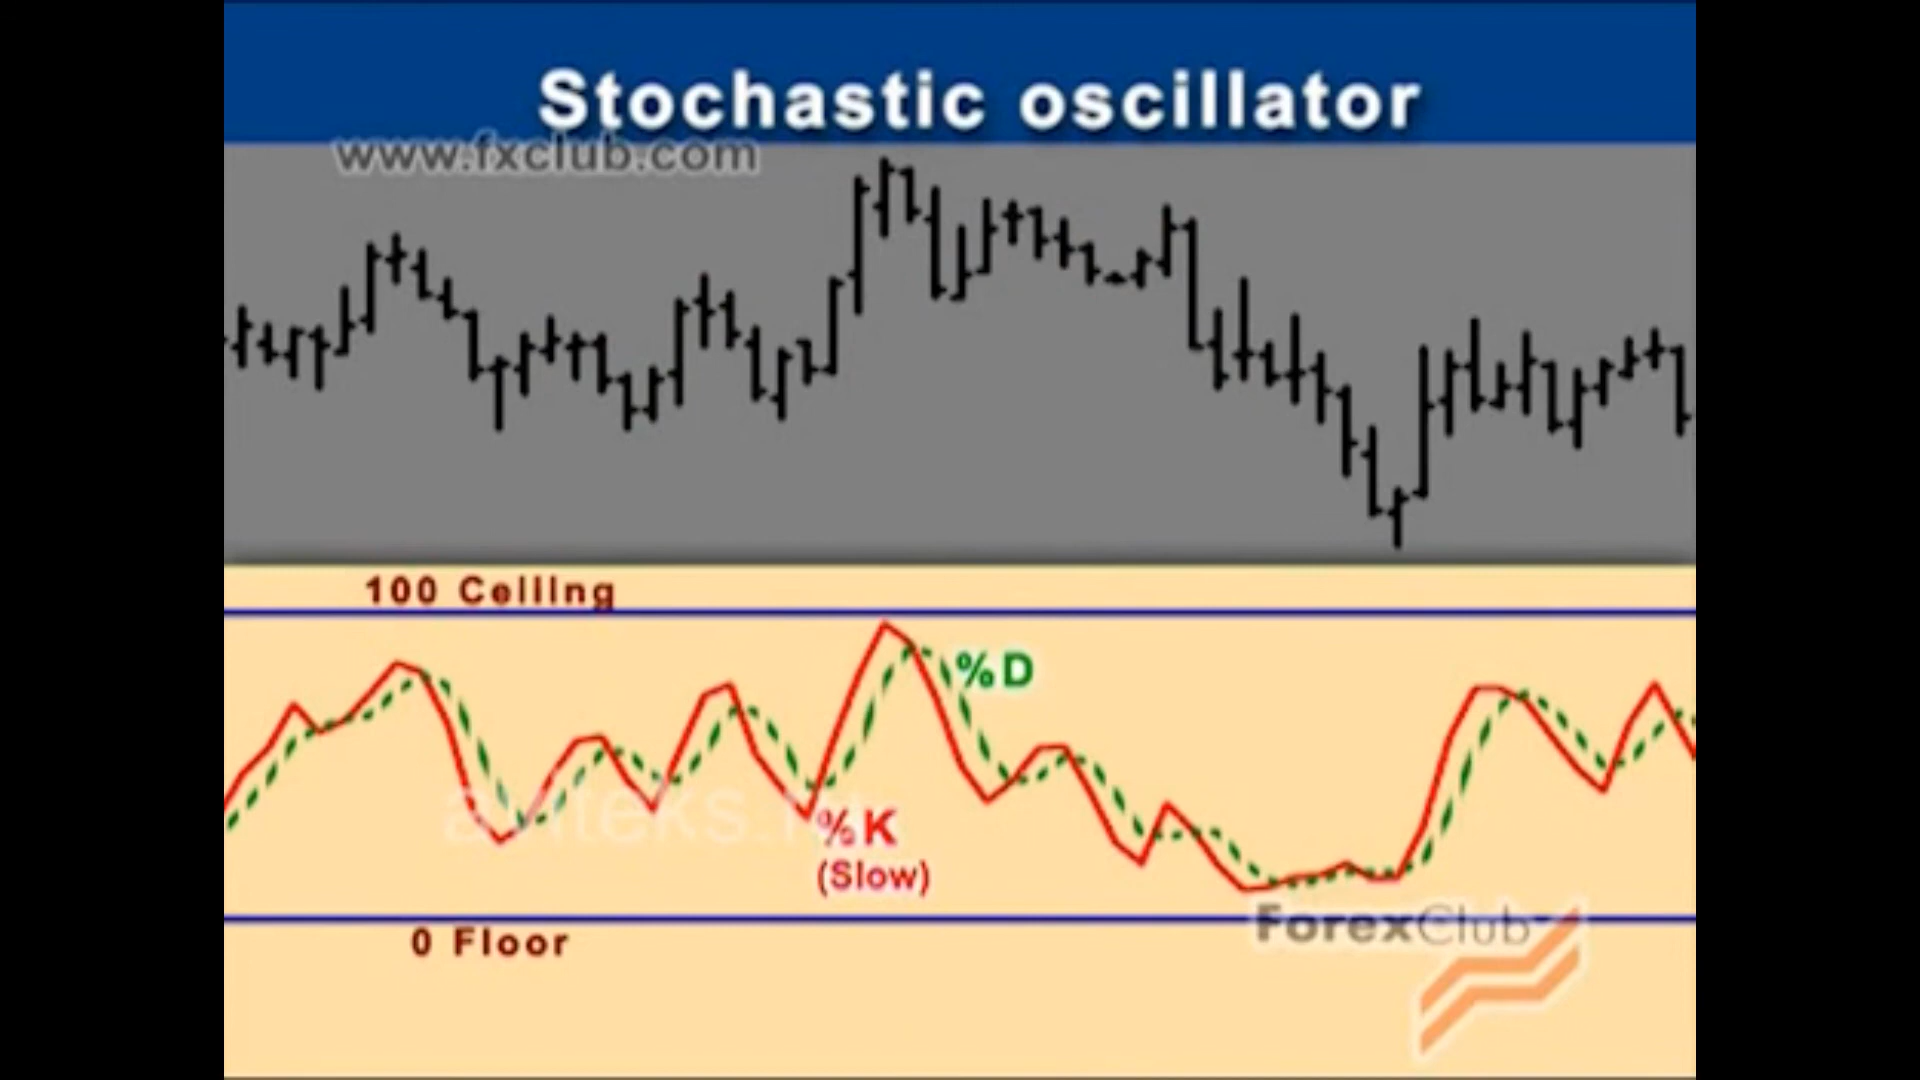 Stochastic oscillator
www.fxclub.com
100 Ceiling
%D
%K
(Slow)
ForexClub
0 Floor